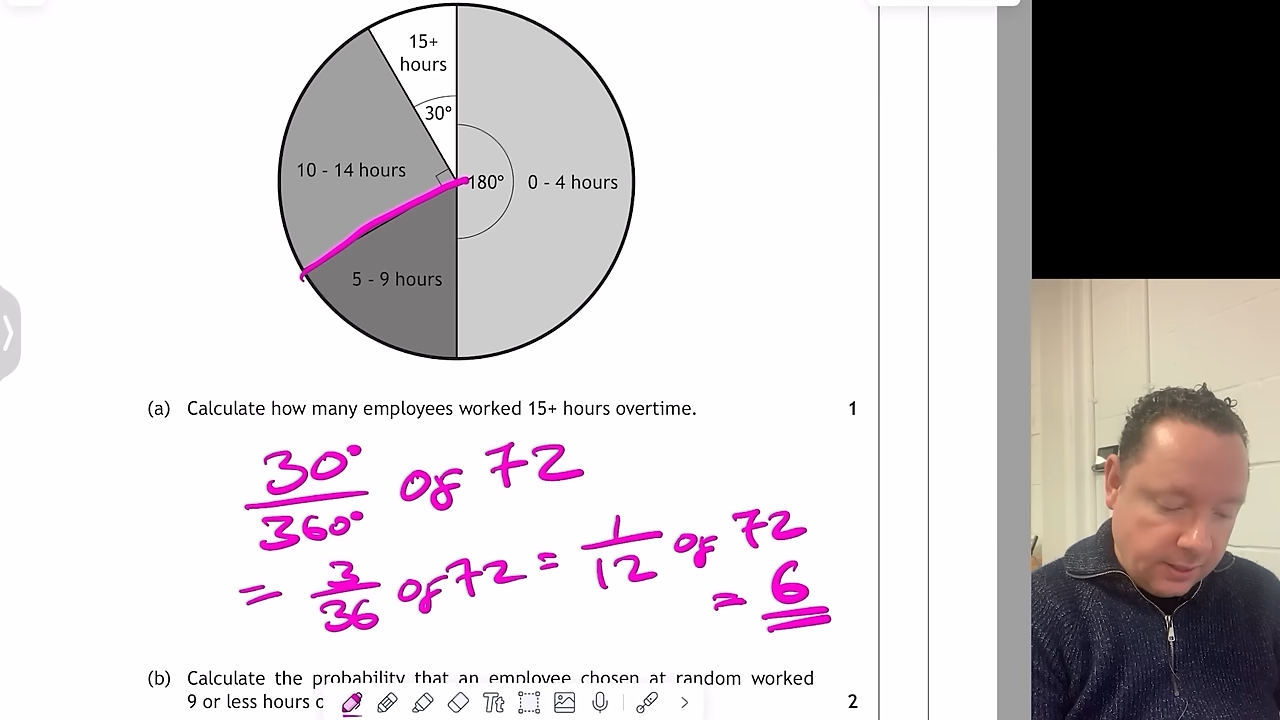 15+
hours
30°
10 - 14 hours
180°
0 - 4 hours
5 - 9 hours
(a) Calculate how many employees worked 15+ hours overtime. 1
30°/360° of 72
= 3/36 of 72 = 1/12 of 72
= 6
(b) Calculate the probability that an employee chosen at random worked
9 or less hours 2
Tt